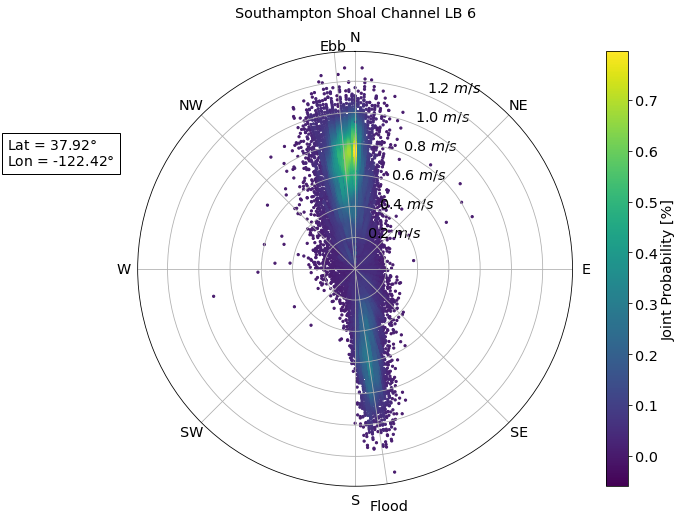 Southampton Shoal Channel LB 6
Ebb
N
NW
NE
W
E
SW
SE
S
Flood
1.2 m/s
1.0 m/s
0.8 m/s
0.6 m/s
0.4 m/s
0.2 m/s
Lat = 37.92°
Lon = -122.42°
0.7
0.6
0.5
0.4
0.3
0.2
0.1
0.0
Joint Probability [%]